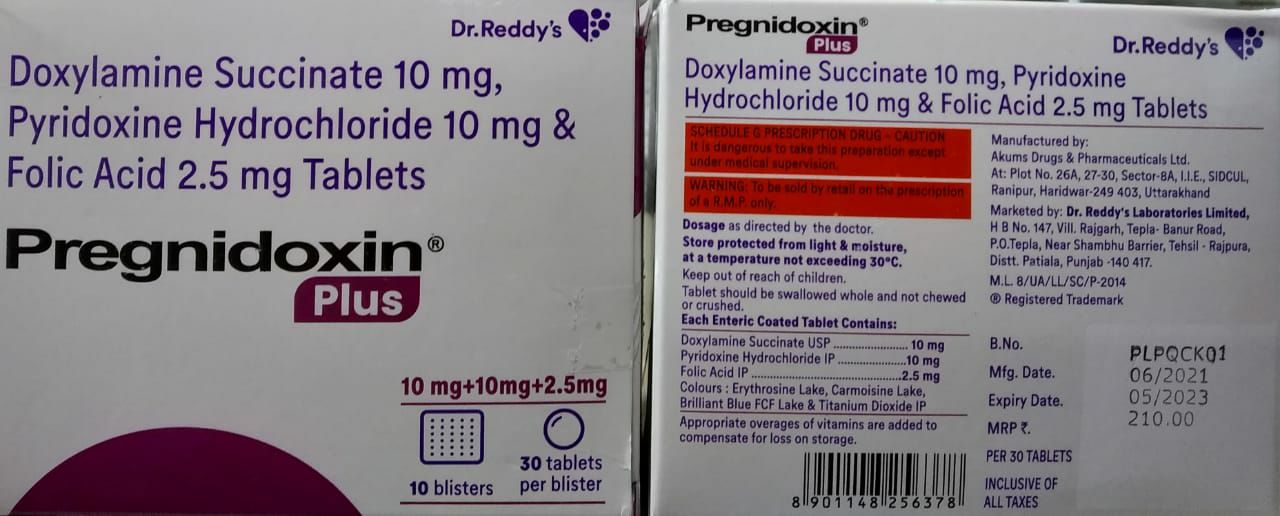 Dr.Reddy's
Doxylamine Succinate 10 mg,
Pyridoxine Hydrochloride 10 mg &
Folic Acid 2.5 mg Tablets
Pregnidoxin®
Plus
10 mg+10mg+2.5mg
10 blisters
30 tablets
per blister
Pregnidoxin®
Plus
Dr.Reddy's
Doxylamine Succinate 10 mg, Pyridoxine
Hydrochloride 10 mg & Folic Acid 2.5 mg Tablets
SCHEDULE G PRESCRIPTION DRUG - CAUTION
It is dangerous to take this preparation except
under medical supervision.
WARNING: To be sold by retail on the prescription
of a R.M.P. only.
Dosage as directed by the doctor.
Store protected from light & moisture,
at a temperature not exceeding 30°C.
Keep out of reach of children.
Tablet should be swallowed whole and not chewed
or crushed.
Each Enteric Coated Tablet Contains:
Doxylamine Succinate USP ........................ 10 mg
Pyridoxine Hydrochloride IP ......................10 mg
Folic Acid IP ................................................2.5 mg
Colours : Erythrosine Lake, Carmoisine Lake,
Brilliant Blue FCF Lake & Titanium Dioxide IP
Appropriate overages of vitamins are added to
compensate for loss on storage.
8 901148 256378
Manufactured by:
Akums Drugs & Pharmaceuticals Ltd.
At: Plot No. 26A, 27-30, Sector-8A, I.I.E., SIDCUL,
Ranipur, Haridwar-249 403, Uttarakhand
Marketed by: Dr. Reddy's Laboratories Limited,
H B No. 147, Vill. Rajgarh, Tepla- Banur Road,
P.O.Tepla, Near Shambhu Barrier, Tehsil - Rajpura,
Distt. Patiala, Punjab -140 417.
M.L. 8/UA/LL/SC/P-2014
® Registered Trademark
B.No. PLPQCK01
Mfg. Date. 06/2021
Expiry Date. 05/2023
MRP ₹. 210.00
PER 30 TABLETS
INCLUSIVE OF
ALL TAXES